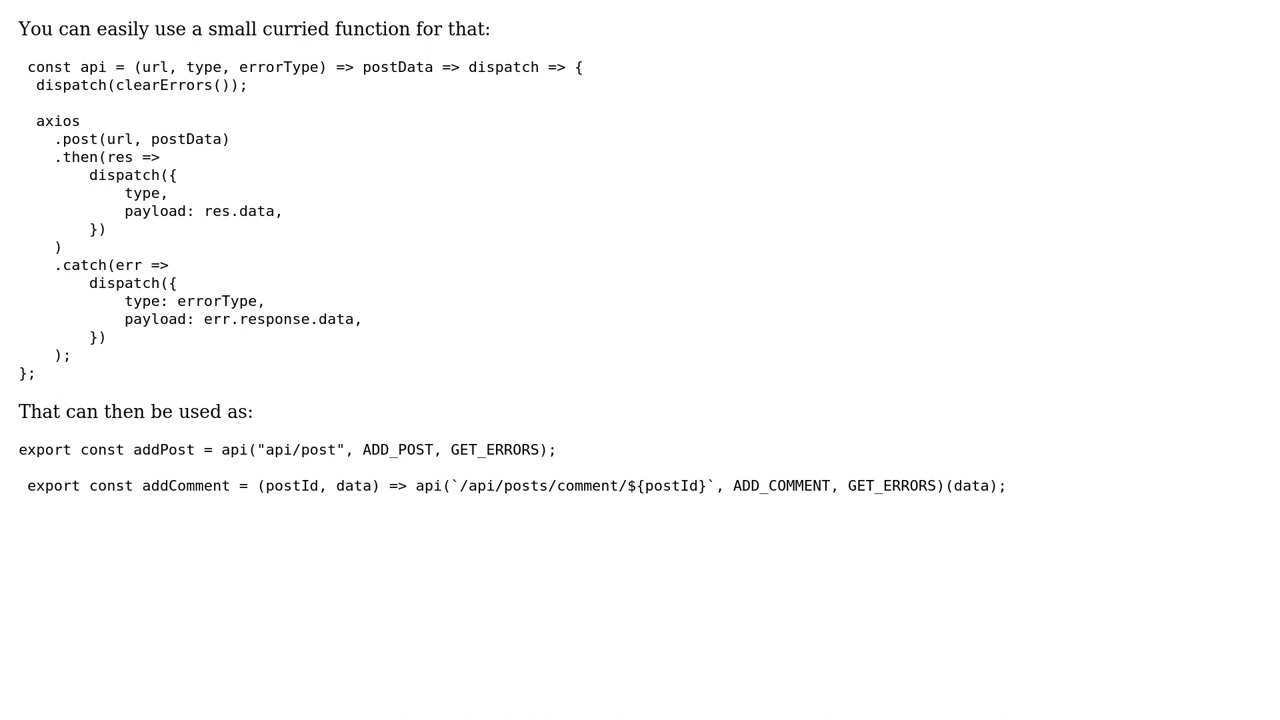 You can easily use a small curried function for that:
const api = (url, type, errorType) => postData => dispatch => {
dispatch(clearErrors());
axios
.post(url, postData)
.then(res =>
dispatch({
type,
payload: res.data,
})
)
.catch(err =>
dispatch({
type: errorType,
payload: err.response.data,
})
);
};
That can then be used as:
export const addPost = api("api/post", ADD_POST, GET_ERRORS);
export const addComment = (postId, data) => api(`/api/posts/comment/${postId}`, ADD_COMMENT, GET_ERRORS)(data);